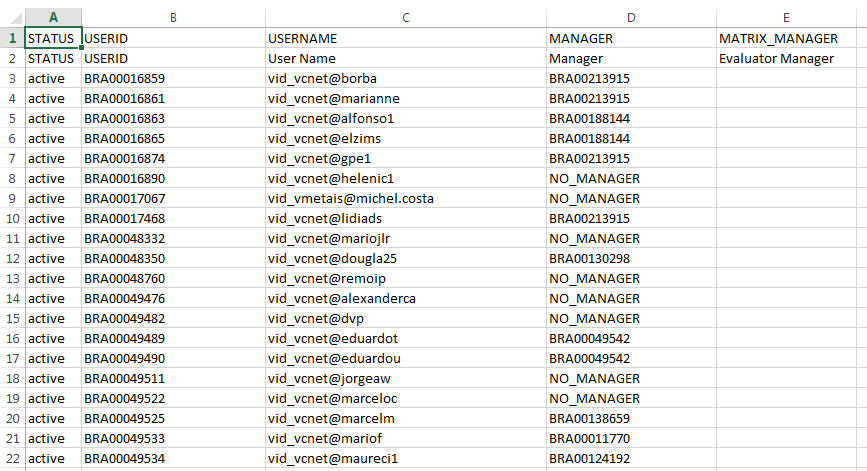 A B C D E
1 STATUS USERID USERNAME MANAGER MATRIX_MANAGER
2 STATUS USERID User Name Manager Evaluator Manager
3 active BRA00016859 vid_vcnet@borba BRA00213915
4 active BRA00016861 vid_vcnet@marianne BRA00213915
5 active BRA00016863 vid_vcnet@alfonso1 BRA00188144
6 active BRA00016865 vid_vcnet@elzims BRA00188144
7 active BRA00016874 vid_vcnet@gpe1 BRA00213915
8 active BRA00016890 vid_vcnet@helenic1 NO_MANAGER
9 active BRA00017067 vid_vmetais@michel.costa NO_MANAGER
10 active BRA00017468 vid_vcnet@lidiads BRA00213915
11 active BRA00048332 vid_vcnet@mariojlr NO_MANAGER
12 active BRA00048350 vid_vcnet@dougla25 BRA00130298
13 active BRA00048760 vid_vcnet@remoip NO_MANAGER
14 active BRA00049476 vid_vcnet@alexanderca NO_MANAGER
15 active BRA00049482 vid_vcnet@dvp NO_MANAGER
16 active BRA00049489 vid_vcnet@eduardot BRA00049542
17 active BRA00049490 vid_vcnet@eduardou BRA00049542
18 active BRA00049511 vid_vcnet@jorgeaw NO_MANAGER
19 active BRA00049522 vid_vcnet@marceloc NO_MANAGER
20 active BRA00049525 vid_vcnet@marcelm BRA00138659
21 active BRA00049533 vid_vcnet@mariof BRA00011770
22 active BRA00049534 vid_vcnet@maureci1 BRA00124192